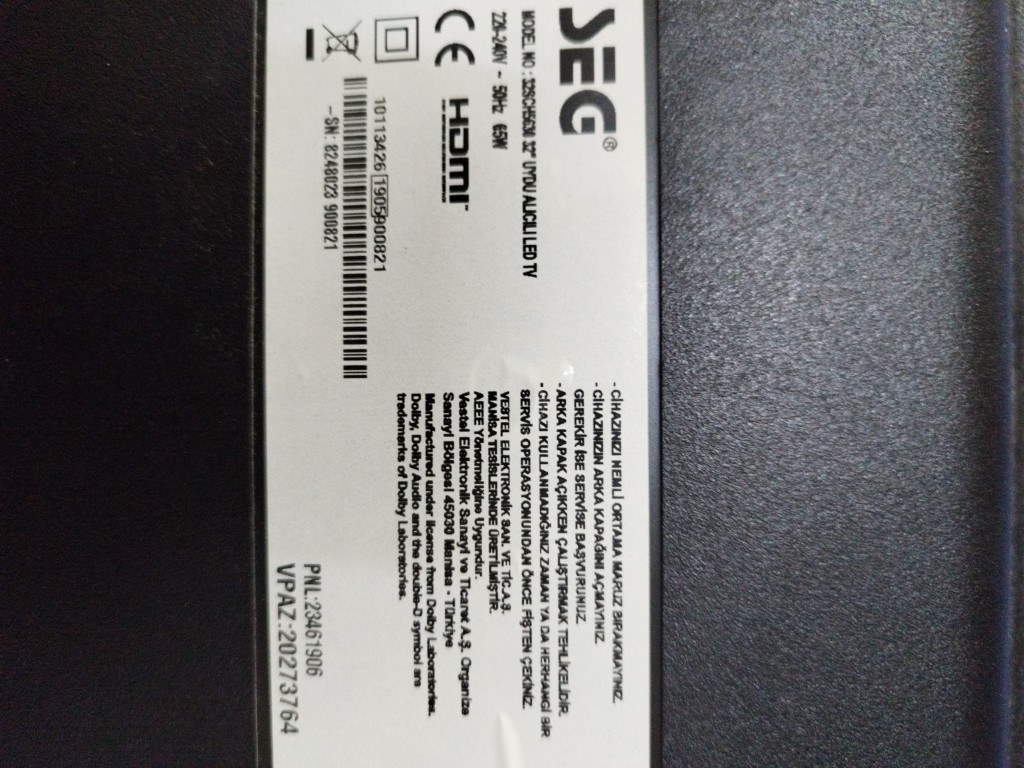 SEG®
MODEL NO : 32SCH5630 32" UYDU ALICILI LED TV
220-240V ~ 50Hz 65W
CE HDMI™
10113426 1905900821
-SN: 8248023 900821
- CİHAZINIZI NEMLİ ORTAMA MARUZ BIRAKMAYINIZ.
- CİHAZINIZIN ARKA KAPAĞINI AÇMAYINIZ.
GEREKİR İSE SERVİSE BAŞVURUNUZ.
- ARKA KAPAK AÇIKKEN ÇALIŞTIRMAK TEHLİKELİDİR.
- CİHAZI KULLANMADIĞINIZ ZAMAN YA DA HERHANGİ BİR
SERVİS OPERASYONUNDAN ÖNCE FİŞTEN ÇEKİNİZ.
VESTEL ELEKTRONİK SAN. VE TİC.A.Ş.
MANİSA TESİSLERİNDE ÜRETİLMİŞTİR.
AEEE Yönetmeliğine Uygundur.
Vestel Elektronik Sanayi ve Ticaret A.Ş. Organize
Sanayi Bölgesi 45030 Manisa - Türkiye
Manufactured under license from Dolby Laboratories.
Dolby, Dolby Audio and the double-D symbol are
trademarks of Dolby Laboratories.
PNL:23461906
VPAZ:20273764